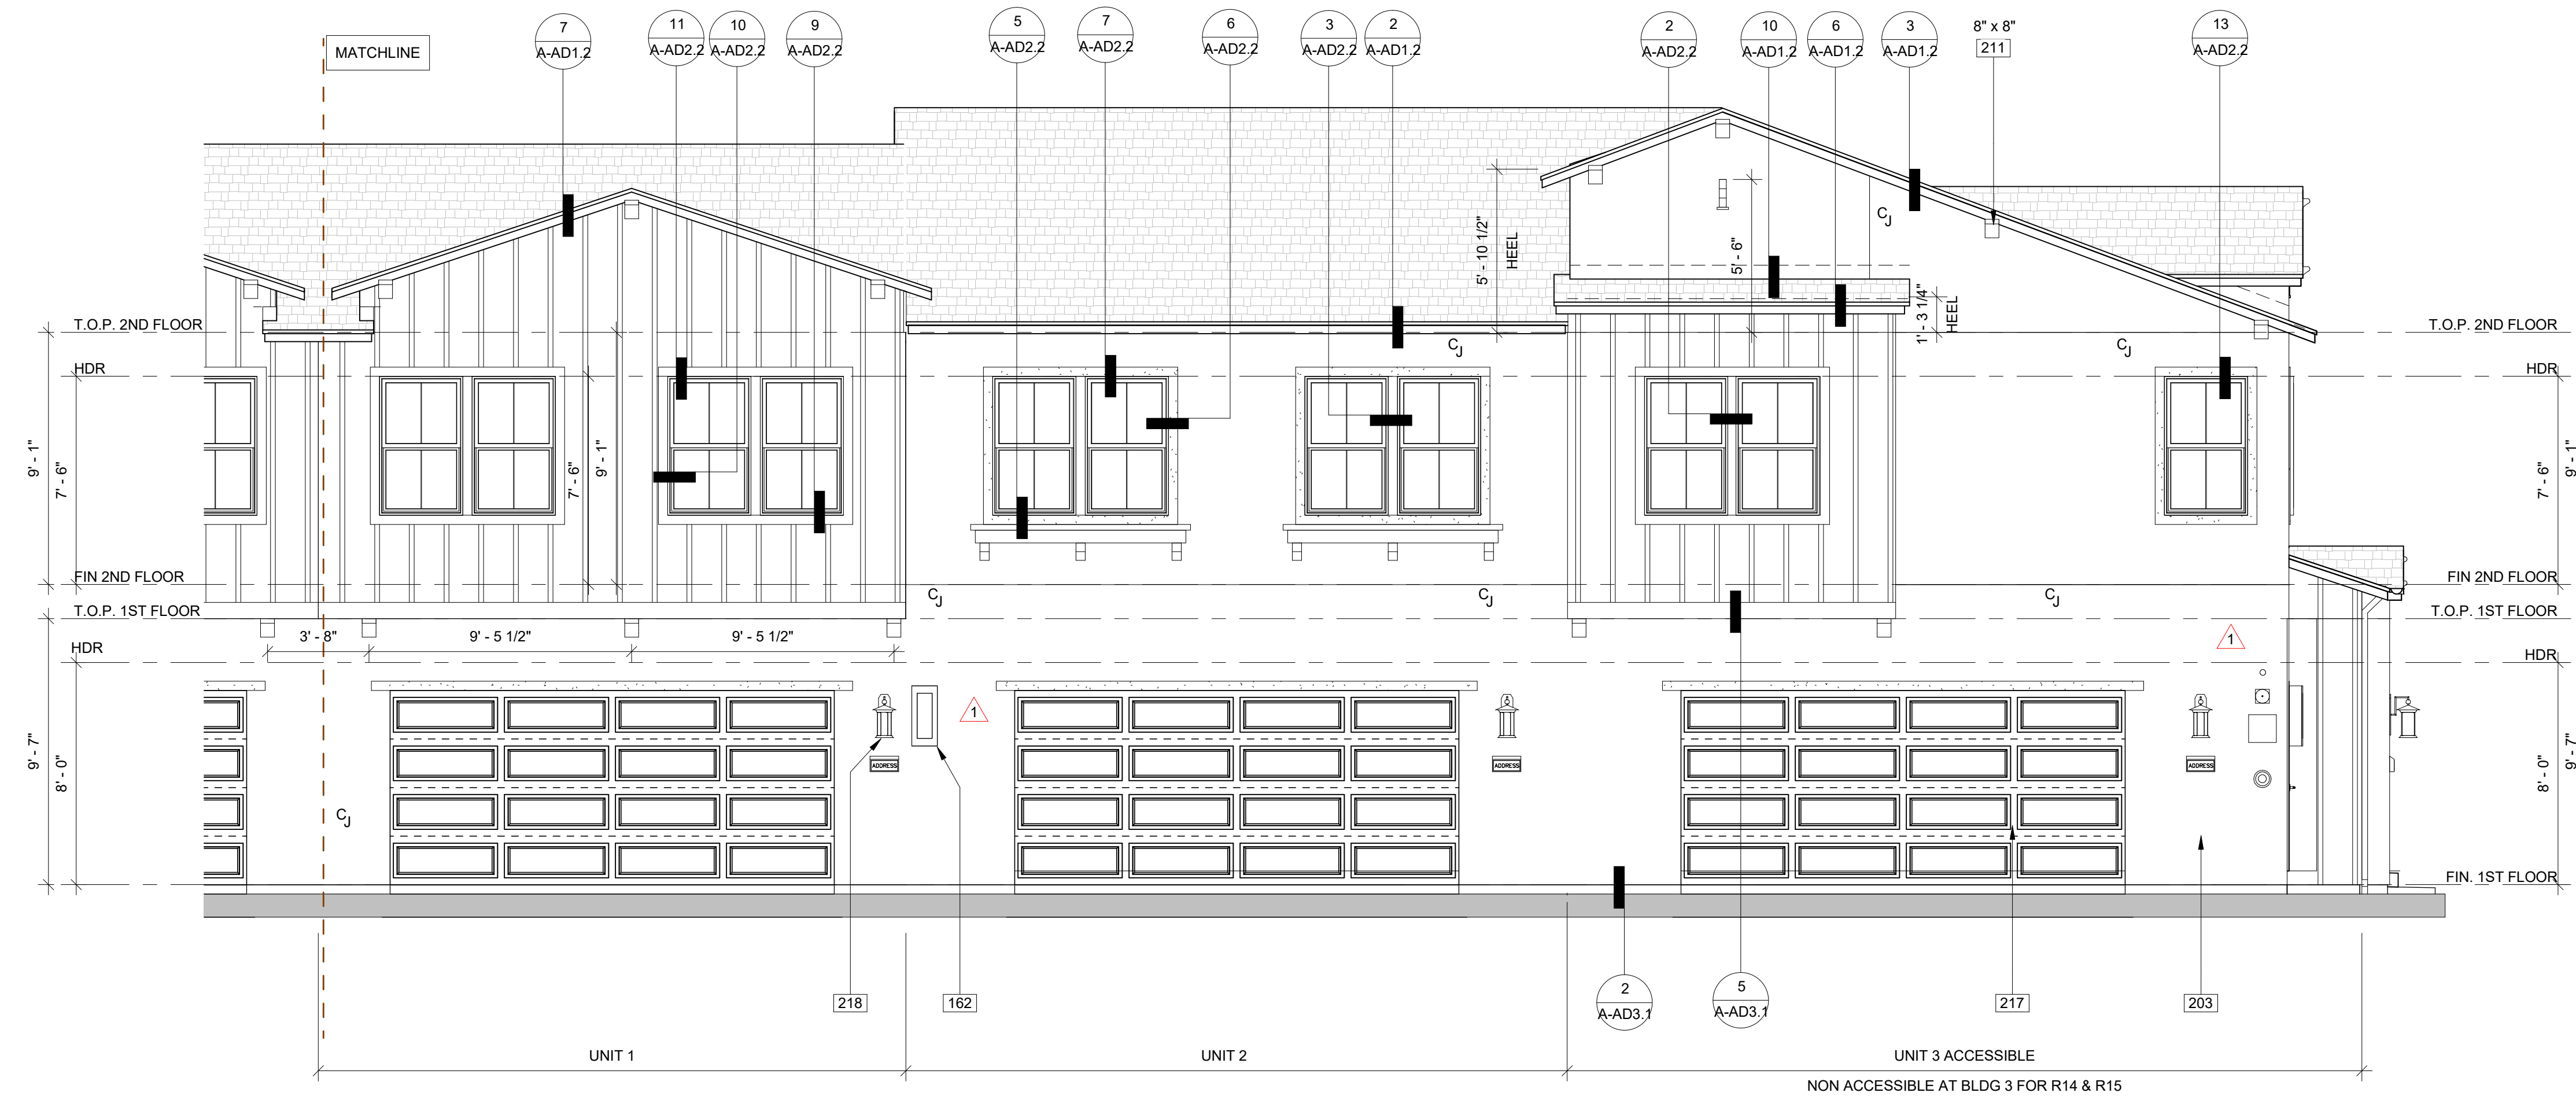 MATCHLINE
7
A-AD1.2
11
A-AD2.2
10
A-AD2.2
9
A-AD2.2
5
A-AD2.2
7
A-AD2.2
6
A-AD2.2
3
A-AD2.2
2
A-AD1.2
2
A-AD2.2
10
A-AD1.2
6
A-AD1.2
3
A-AD1.2
8" x 8"
211
13
A-AD2.2
5' - 10 1/2"
HEEL
5' - 6"
1' - 3 1/4"
HEEL
CJ
T.O.P. 2ND FLOOR
T.O.P. 2ND FLOOR
CJ
CJ
HDR
HDR
9' - 1"
7' - 6"
7' - 6"
9' - 1"
7' - 6"
9' - 1"
FIN 2ND FLOOR
FIN 2ND FLOOR
CJ
CJ
CJ
T.O.P. 1ST FLOOR
T.O.P. 1ST FLOOR
3' - 8"
9' - 5 1/2"
9' - 5 1/2"
1
HDR
HDR
1
9' - 7"
8' - 0"
ADDRESS
ADDRESS
ADDRESS
8' - 0"
9' - 7"
CJ
FIN. 1ST FLOOR
218
162
2
A-AD3.1
5
A-AD3.1
217
203
UNIT 1
UNIT 2
UNIT 3 ACCESSIBLE
NON ACCESSIBLE AT BLDG 3 FOR R14 & R15